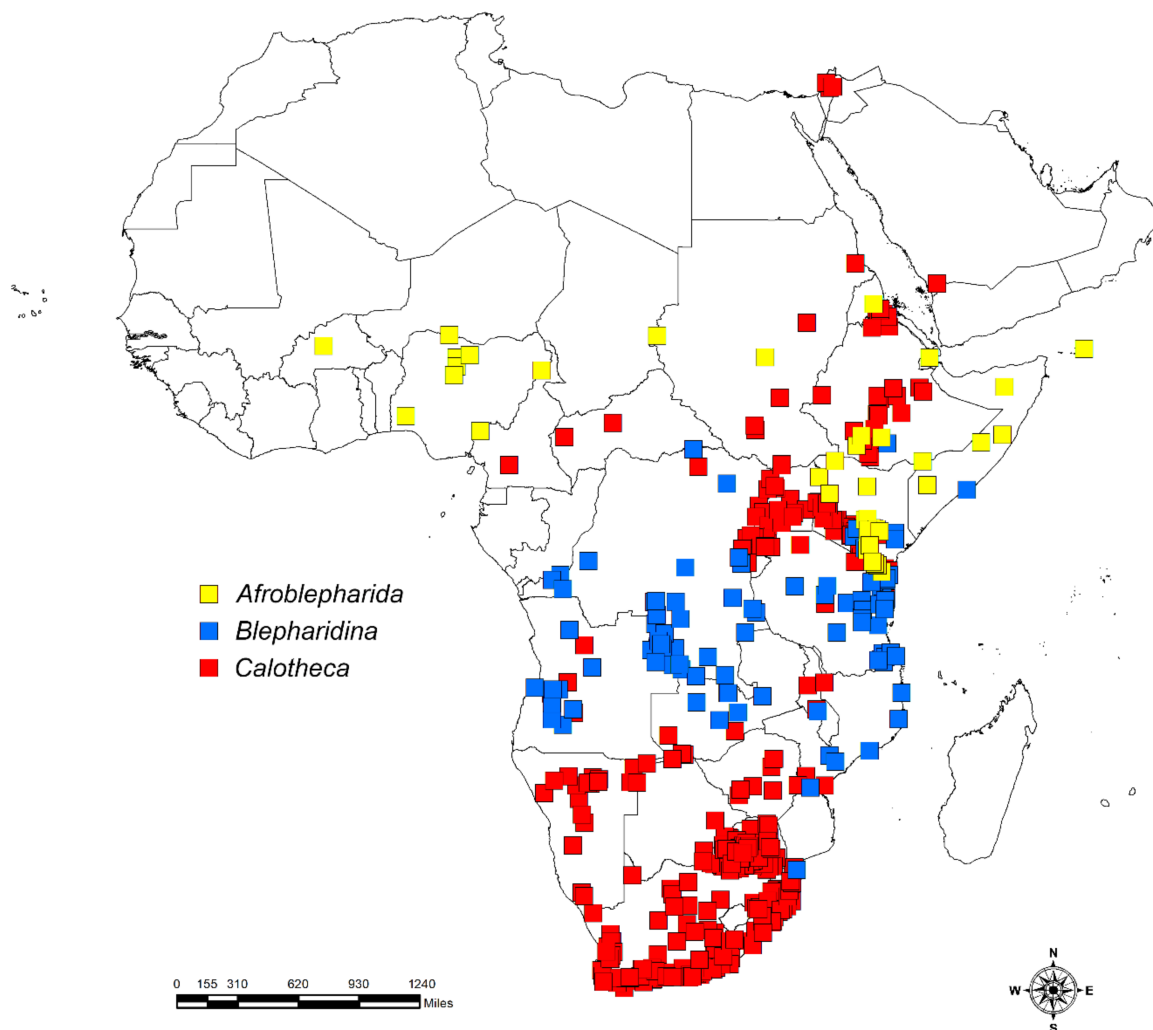 Afroblepharida
Blepharidina
Calotheca
0 155 310 620 930 1240
Miles
N
W E
S